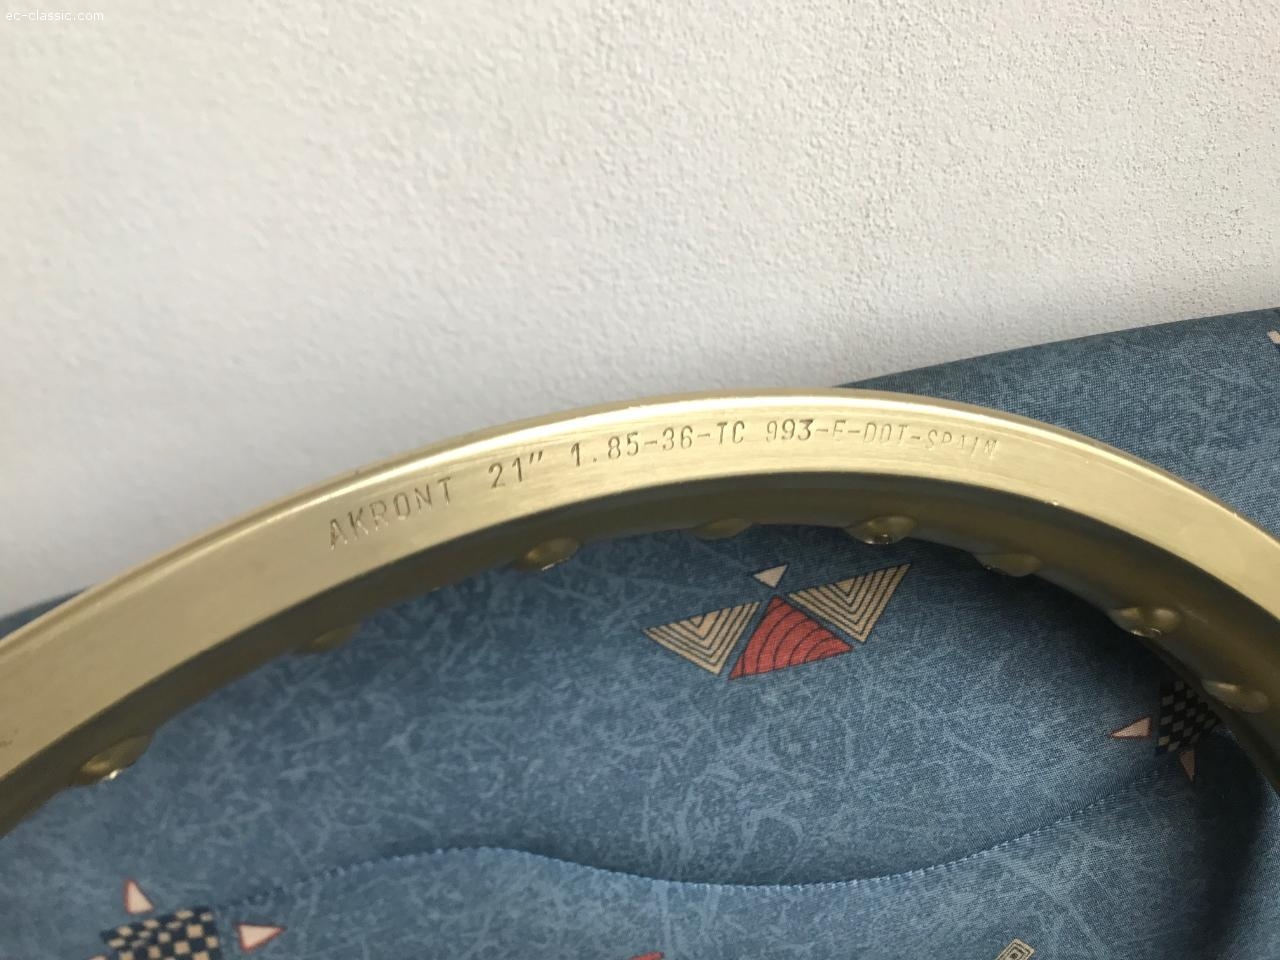 ec-classic.com
AKRONT 21" 1.85-36-TC 993-E-DOT-SPAIN